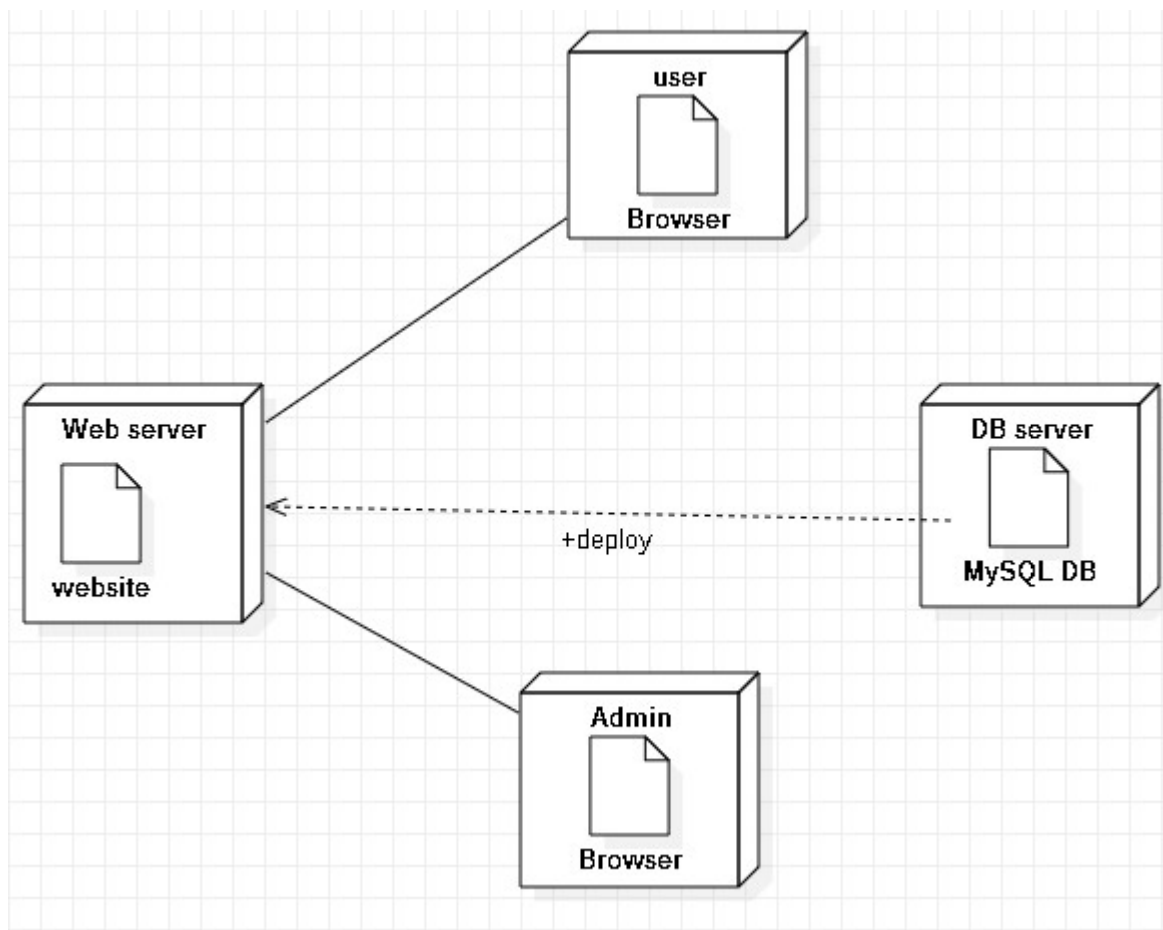 user
Browser
Web server
website
DB server
MySQL DB
+deploy
Admin
Browser